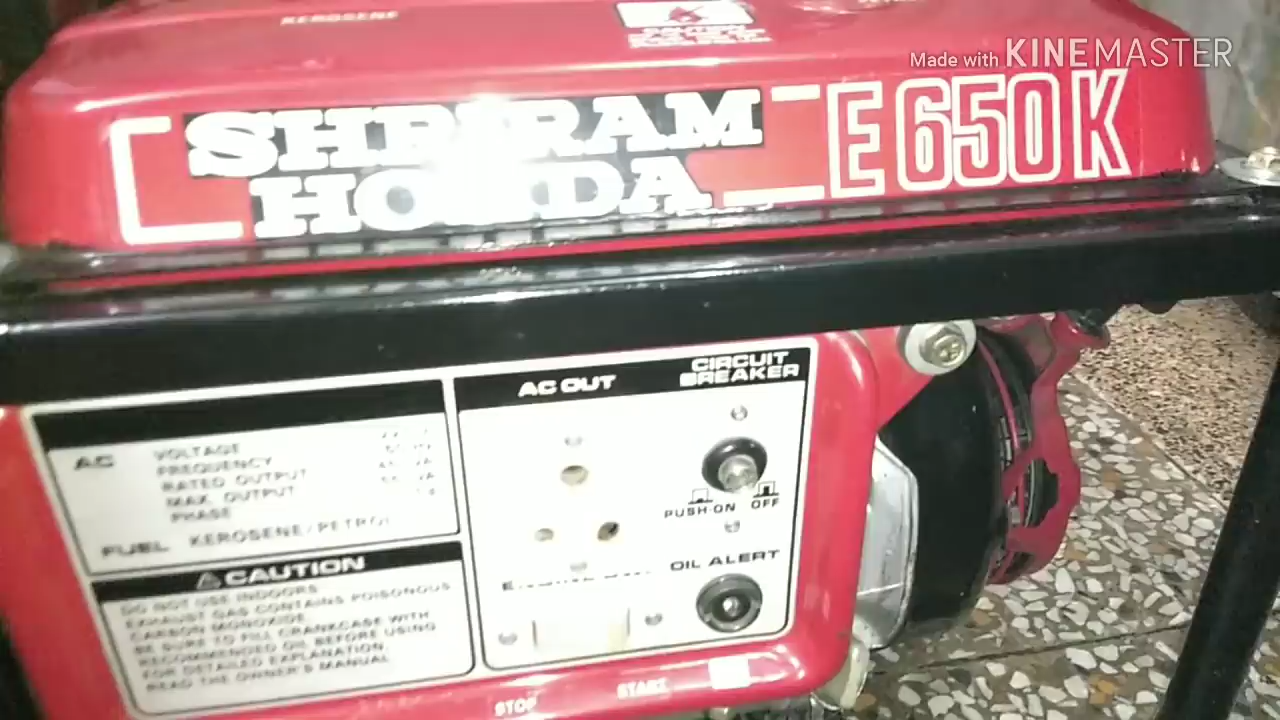 Made with KINEMASTER
KEROSENE
SHRIRAM
HONDA
E650K
AC OUT
CIRCUIT
BREAKER
AC
VOLTAGE
FREQUENCY
RATED OUTPUT
MAX. OUTPUT
PHASE
FUEL KEROSENE/PETROL
PUSH-ON OFF
OIL ALERT
CAUTION
DO NOT USE INDOORS
EXHAUST GAS CONTAINS POISONOUS
CARBON MONOXIDE
BE SURE TO FILL CRANKCASE WITH
RECOMMENDED OIL BEFORE USING
FOR DETAILED EXPLANATION,
READ THE OWNER'S MANUAL
STOP START